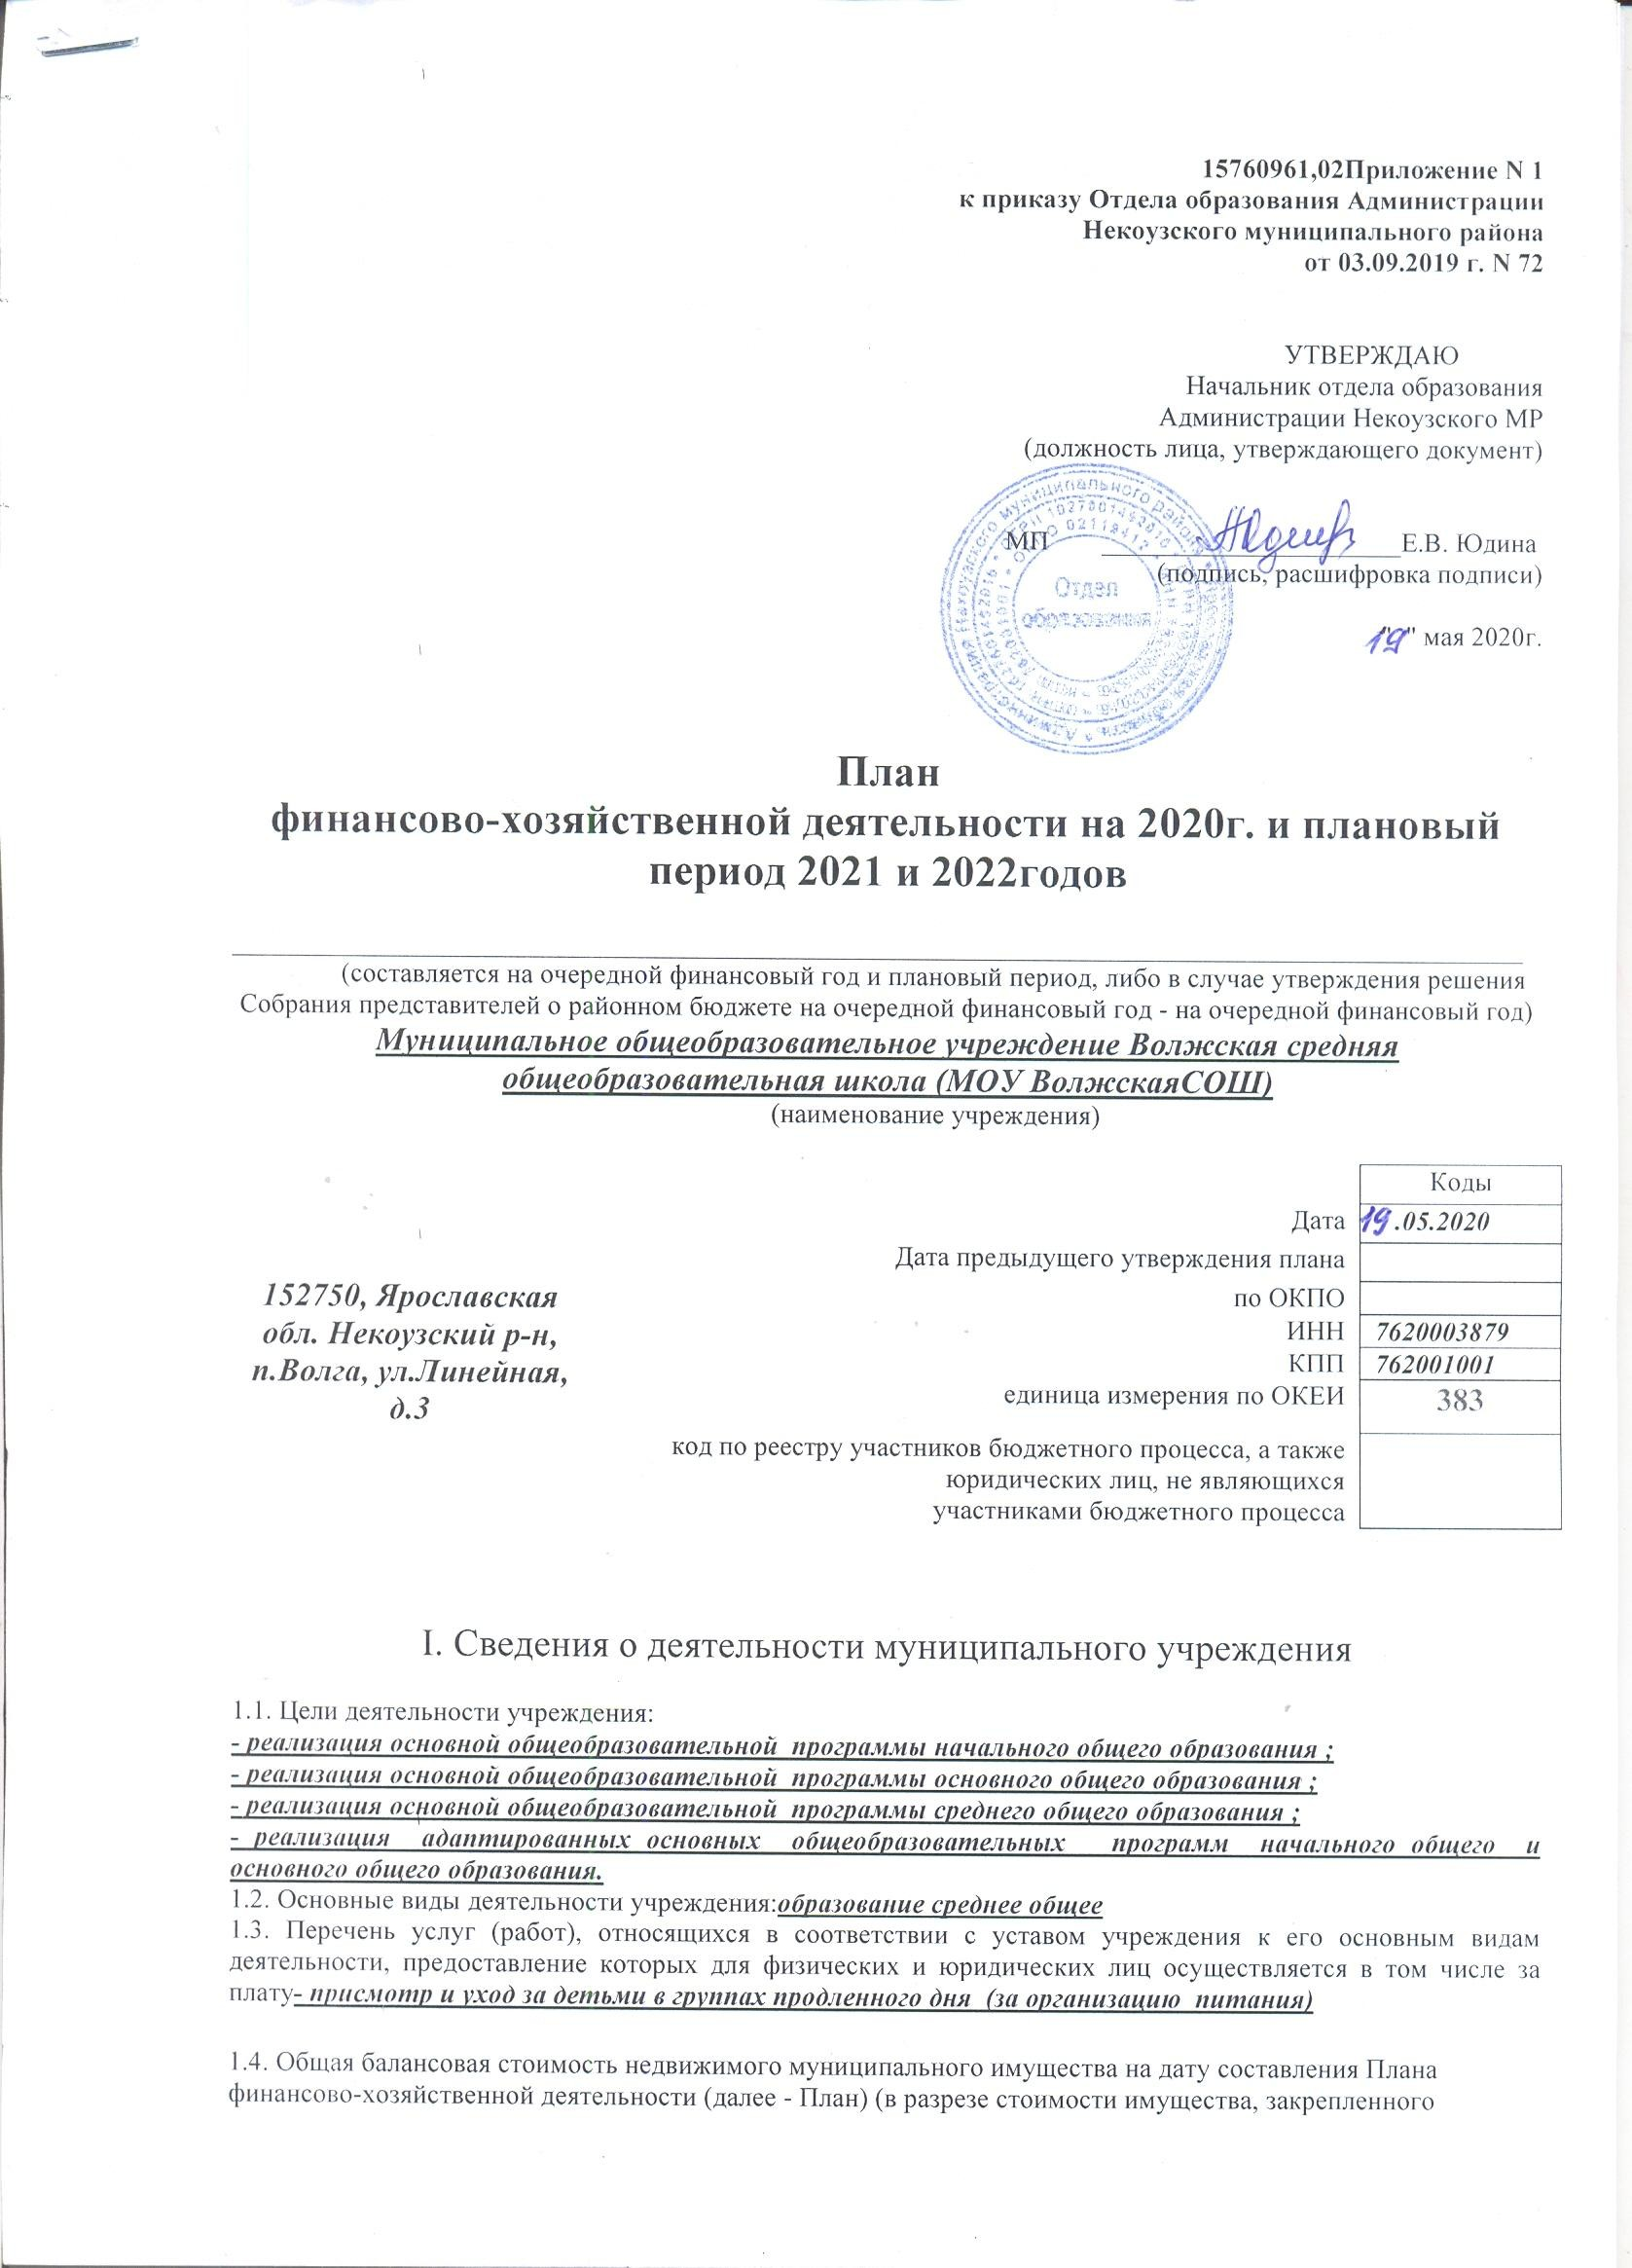 15760961,02Приложение N 1
к приказу Отдела образования Администрации
Некоузского муниципального района
от 03.09.2019 г. N 72
УТВЕРЖДАЮ
Начальник отдела образования
Администрации Некоузского МР
(должность лица, утверждающего документ)
МП ______________________Е.В. Юдина
(подпись, расшифровка подписи)
Отдел
образования
"19" мая 2020г.
План
финансово-хозяйственной деятельности на 2020г. и плановый
период 2021 и 2022годов
(составляется на очередной финансовый год и плановый период, либо в случае утверждения решения
Собрания представителей о районном бюджете на очередной финансовый год - на очередной финансовый год)
Муниципальное общеобразовательное учреждение Волжская средняя
общеобразовательная школа (МОУ ВолжскаяСОШ)
(наименование учреждения)
Коды
Дата 19.05.2020
Дата предыдущего утверждения плана
по ОКПО
ИНН 7620003879
КПП 762001001
единица измерения по ОКЕИ 383
код по реестру участников бюджетного процесса, а также
юридических лиц, не являющихся
участниками бюджетного процесса
152750, Ярославская
обл. Некоузский р-н,
п.Волга, ул.Линейная,
д.3
I. Сведения о деятельности муниципального учреждения
1.1. Цели деятельности учреждения:
- реализация основной общеобразовательной программы начального общего образования ;
- реализация основной общеобразовательной программы основного общего образования ;
- реализация основной общеобразовательной программы среднего общего образования ;
- реализация адаптированных основных общеобразовательных программ начального общего и
основного общего образования.
1.2. Основные виды деятельности учреждения:образование среднее общее
1.3. Перечень услуг (работ), относящихся в соответствии с уставом учреждения к его основным видам
деятельности, предоставление которых для физических и юридических лиц осуществляется в том числе за
плату- присмотр и уход за детьми в группах продленного дня (за организацию питания)
1.4. Общая балансовая стоимость недвижимого муниципального имущества на дату составления Плана
финансово-хозяйственной деятельности (далее - План) (в разрезе стоимости имущества, закрепленного